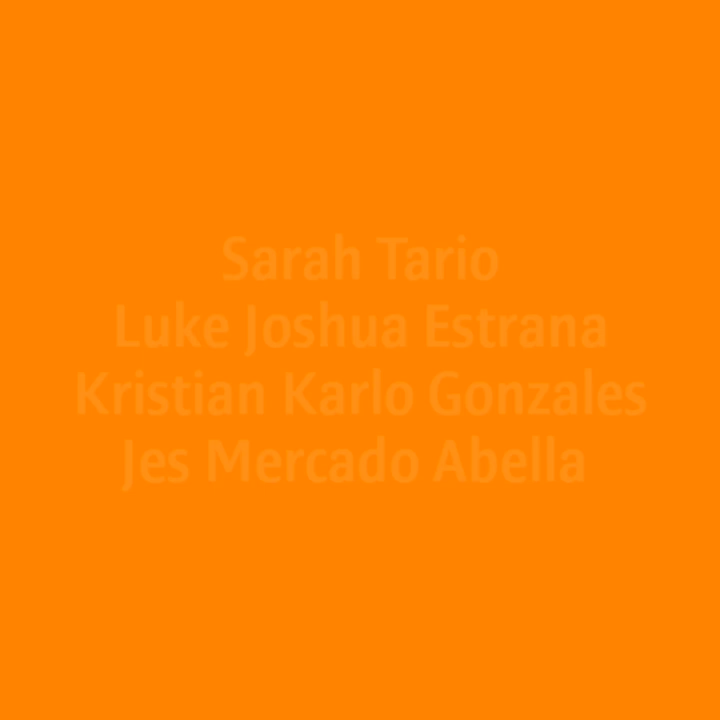 Sarah Tario
Luke Joshua Estrana
Kristian Karlo Gonzales
Jes Mercado Abella